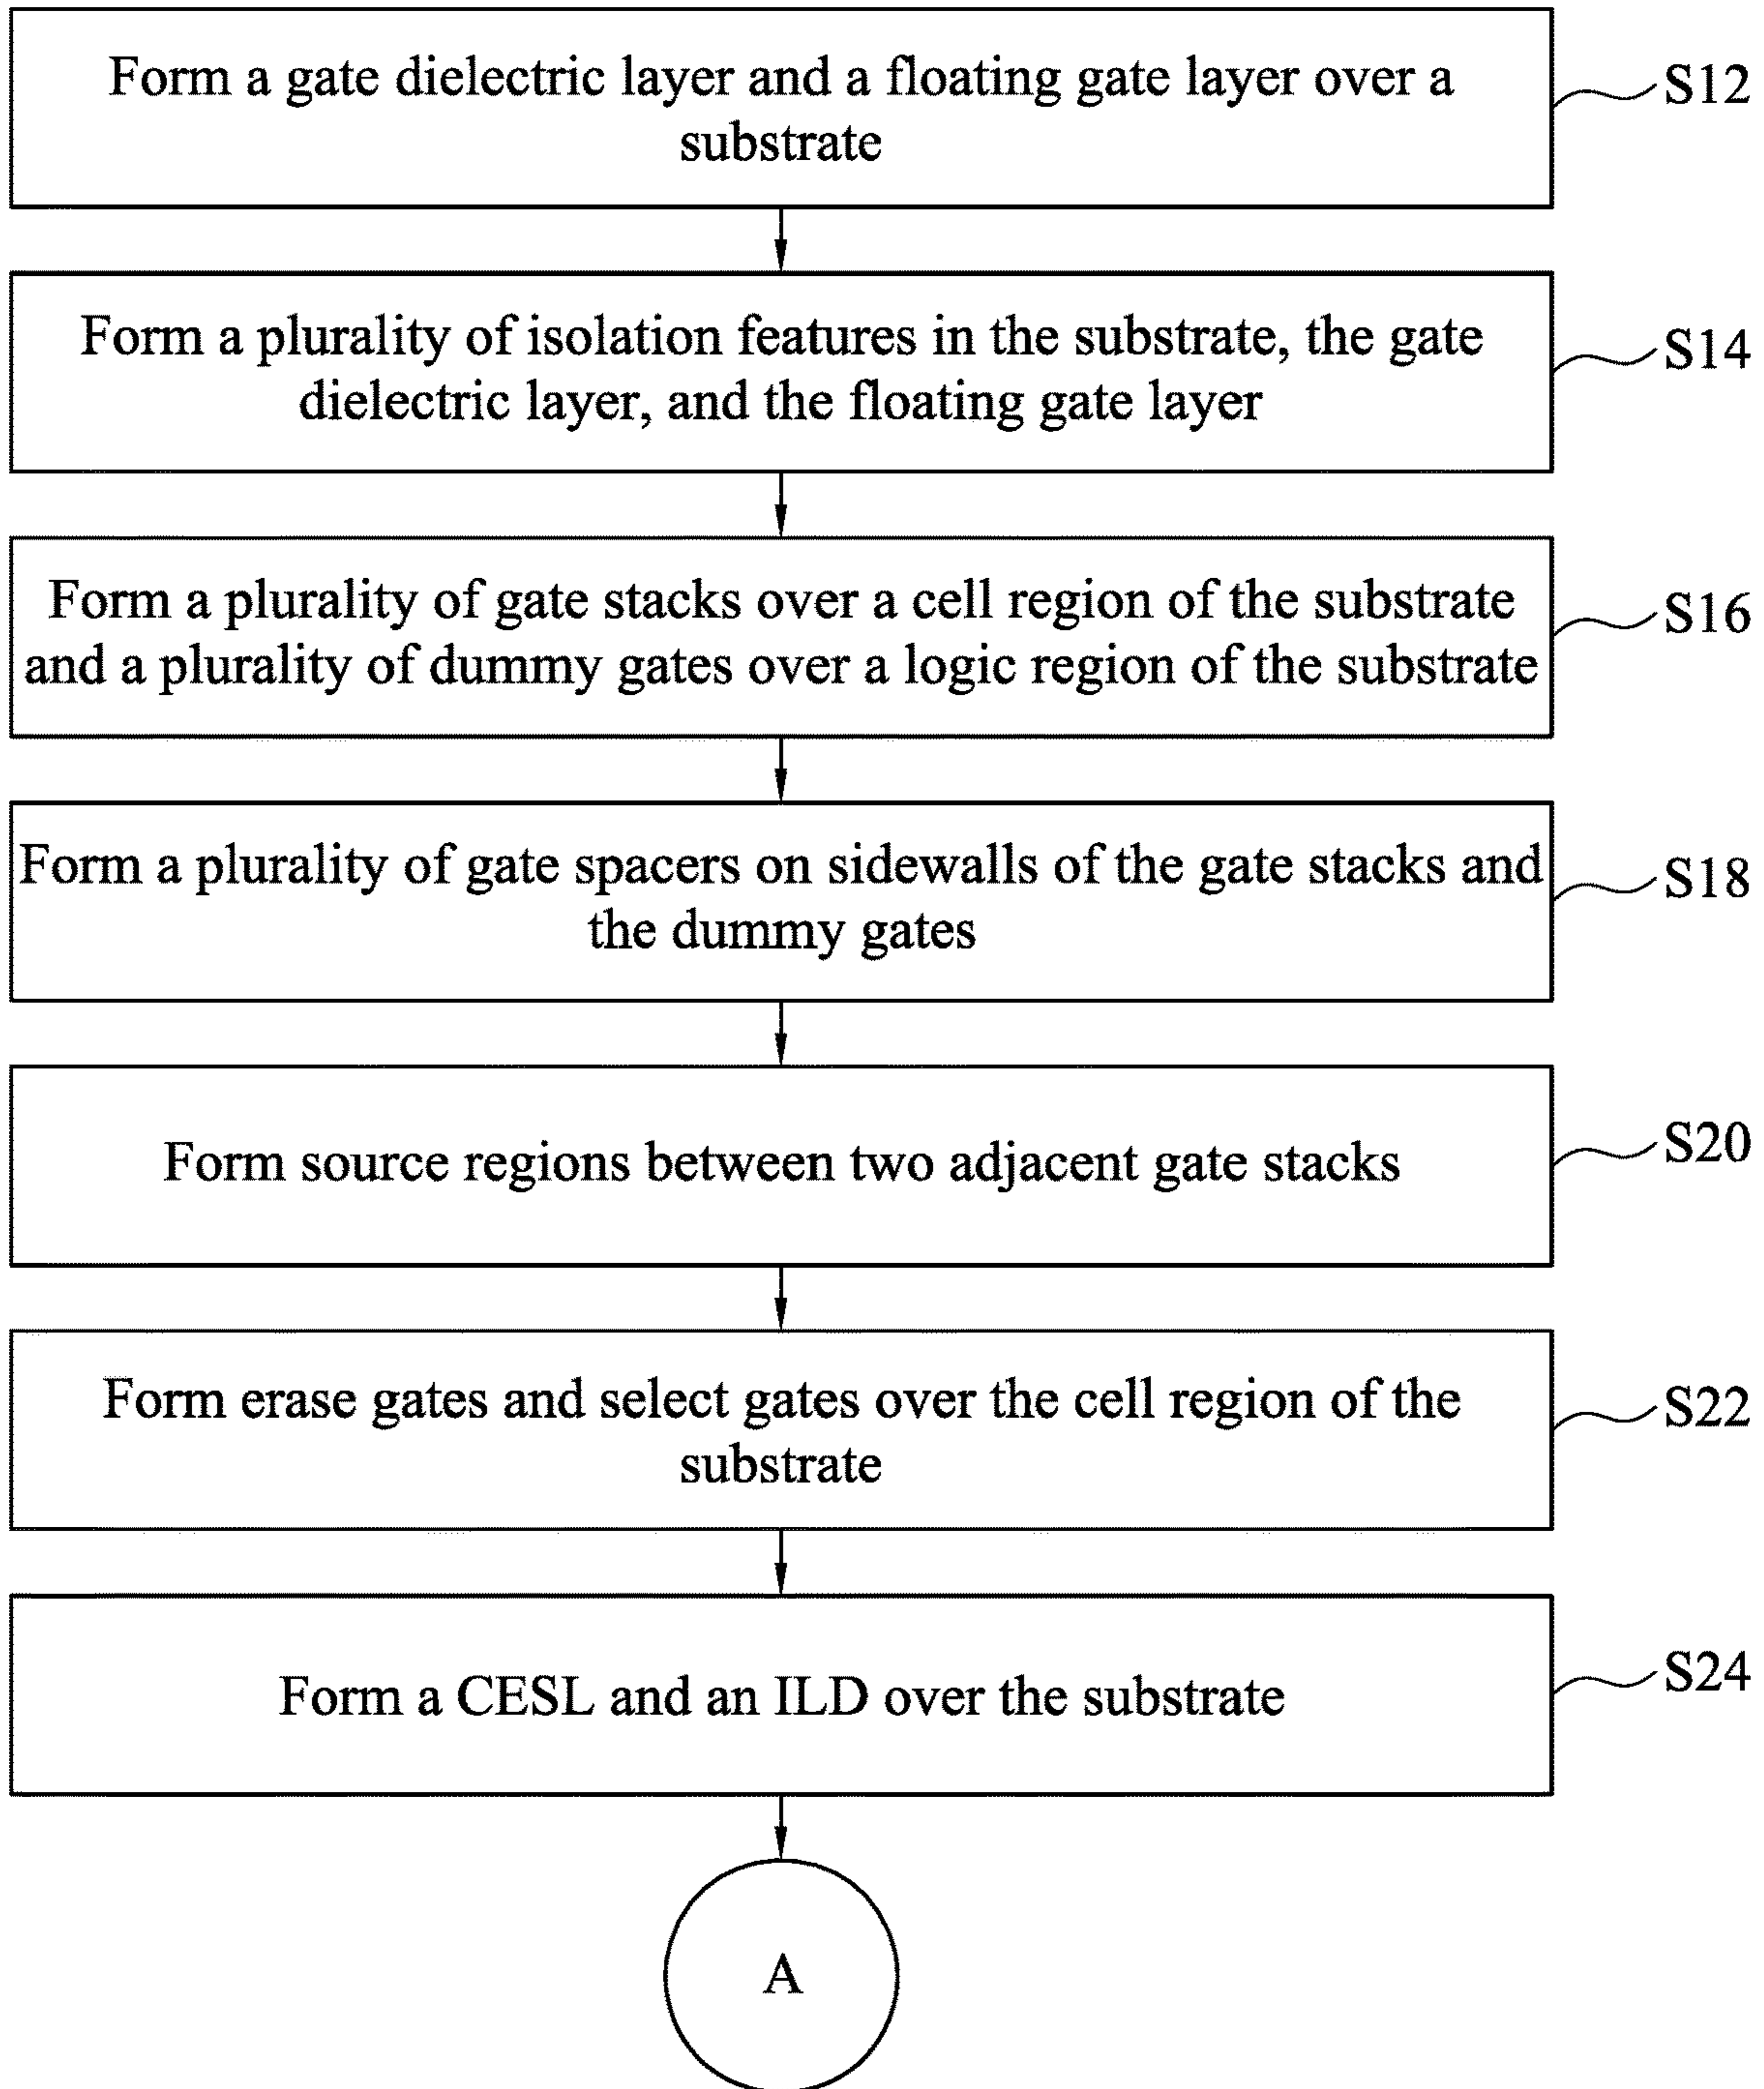 Form a gate dielectric layer and a floating gate layer over a
substrate
S12
Form a plurality of isolation features in the substrate, the gate
dielectric layer, and the floating gate layer
S14
Form a plurality of gate stacks over a cell region of the substrate
and a plurality of dummy gates over a logic region of the substrate
S16
Form a plurality of gate spacers on sidewalls of the gate stacks and
the dummy gates
S18
Form source regions between two adjacent gate stacks
S20
Form erase gates and select gates over the cell region of the
substrate
S22
Form a CESL and an ILD over the substrate
S24
A